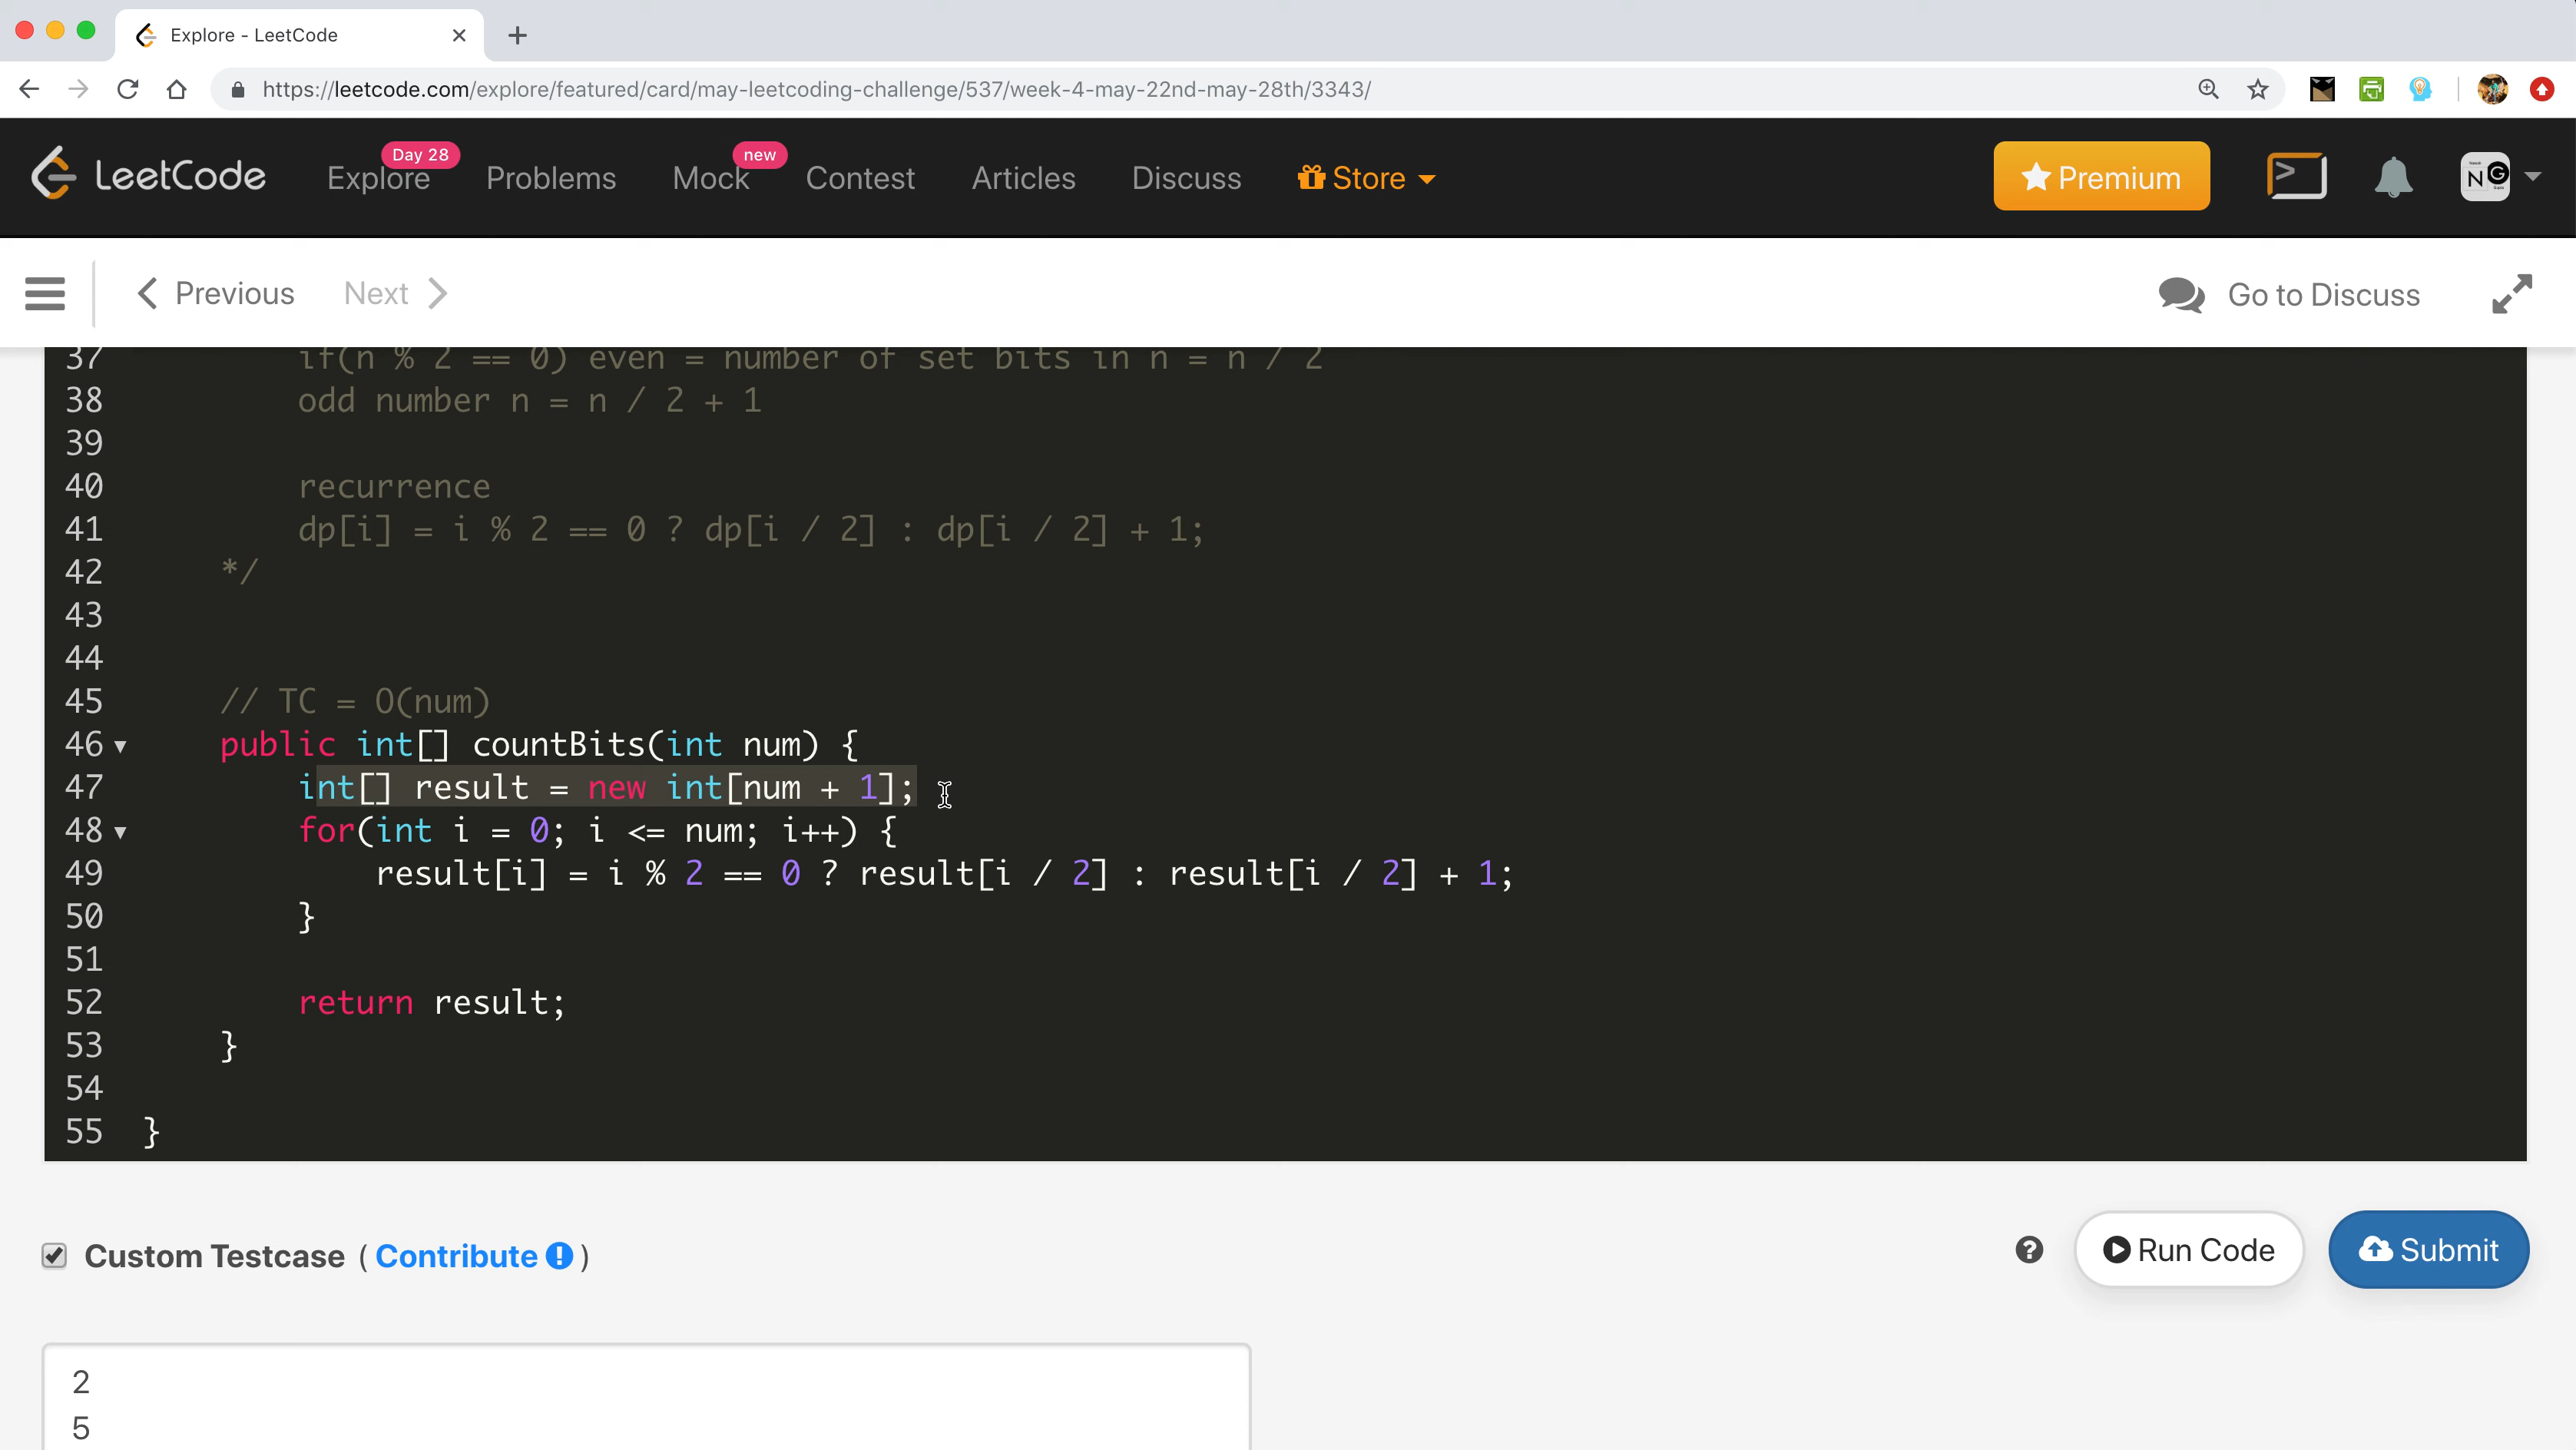 Explore - LeetCode
https://leetcode.com/explore/featured/card/may-leetcoding-challenge/537/week-4-may-22nd-may-28th/3343/
LeetCode Explore Day 28 Problems Mock new Contest Articles Discuss Store Premium N G
Previous Next Go to Discuss
37 if(n % 2 == 0) even = number of set bits in n = n / 2
38 odd number n = n / 2 + 1
39
40 recurrence
41 dp[i] = i % 2 == 0 ? dp[i / 2] : dp[i / 2] + 1;
42 */
43
44
45 // TC = O(num)
46 public int[] countBits(int num) {
47 int[] result = new int[num + 1];
48 for(int i = 0; i <= num; i++) {
49 result[i] = i % 2 == 0 ? result[i / 2] : result[i / 2] + 1;
50 }
51
52 return result;
53 }
54
55 }
Custom Testcase ( Contribute ! )
? Run Code Submit
2
5